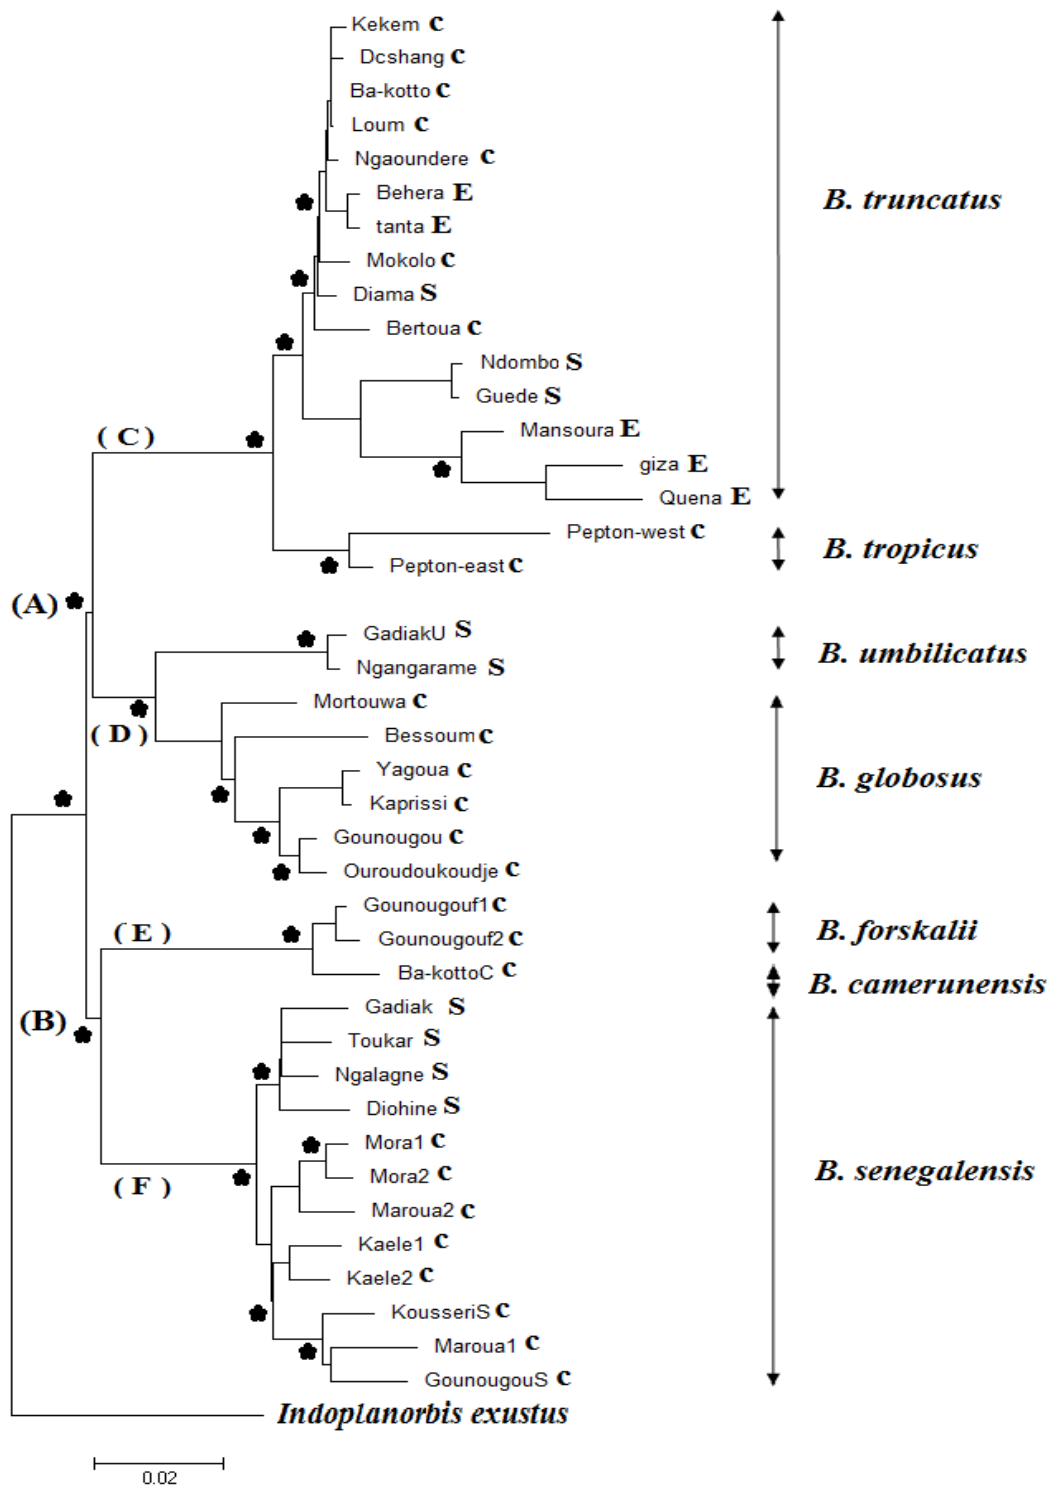 Kekem C
Dcshang C
Ba-kotto C
Loum C
Ngaoundere C
Behera E
tanta E
Mokolo C
Diama S
Bertoua C
Ndombo S
Guede S
Mansoura E
giza E
Quena E
B. truncatus
( C )
Pepton-west C
Pepton-east C
B. tropicus
(A)
GadiakU S
Ngangarame S
B. umbilicatus
( D )
Mortouwa C
Bessoum C
Yagoua C
Kaprissi C
Gounougou C
Ouroudoukoudje C
B. globosus
( E )
Gounougouf1 C
Gounougouf2 C
B. forskalii
Ba-kottoC C
B. camerunensis
(B)
Gadiak S
Toukar S
Ngalagne S
Diohine S
Mora1 C
Mora2 C
Maroua2 C
( F )
Kaele1 C
Kaele2 C
KousseriS C
Maroua1 C
GounougouS C
B. senegalensis
Indoplanorbis exustus
0.02